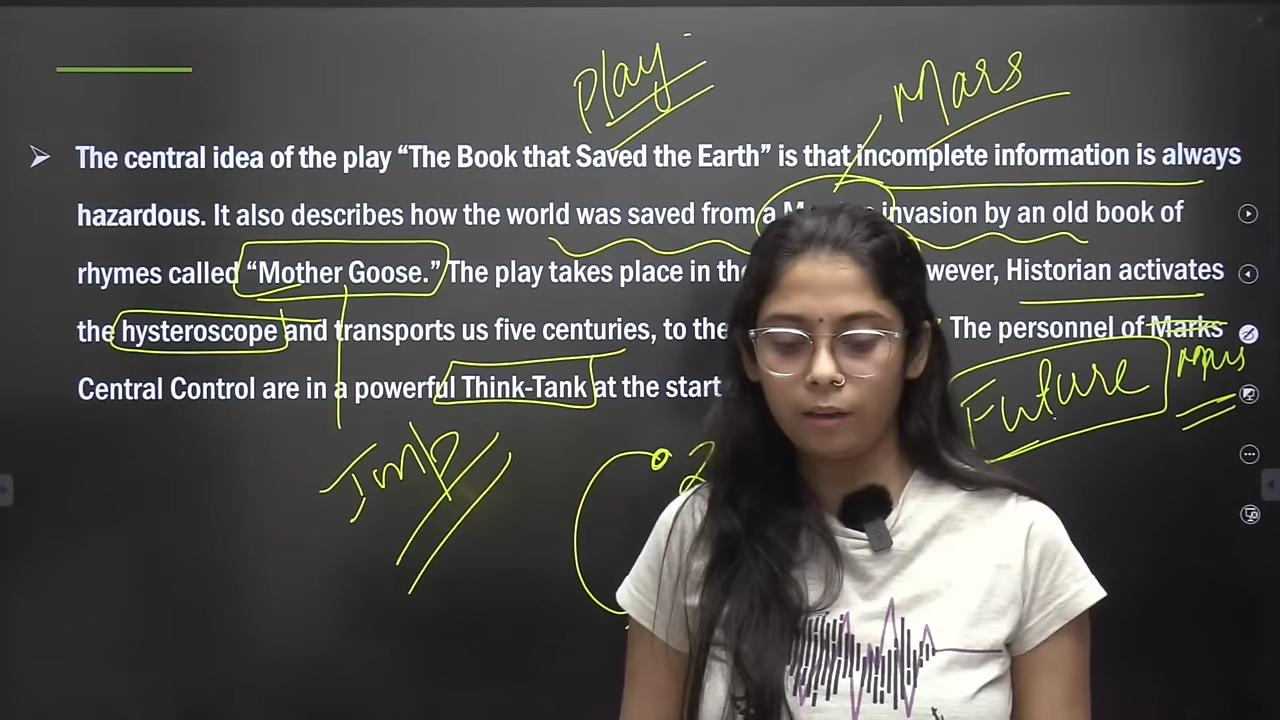 Play
Mars
The central idea of the play “The Book that Saved the Earth” is that incomplete information is always
hazardous. It also describes how the world was saved from a invasion by an old book of
rhymes called “Mother Goose.” The play takes place in the Historian activates
the hysteroscope and transports us five centuries, to the The personnel of Marks
Mars
Central Control are in a powerful Think-Tank at the start
Future
Imp
2